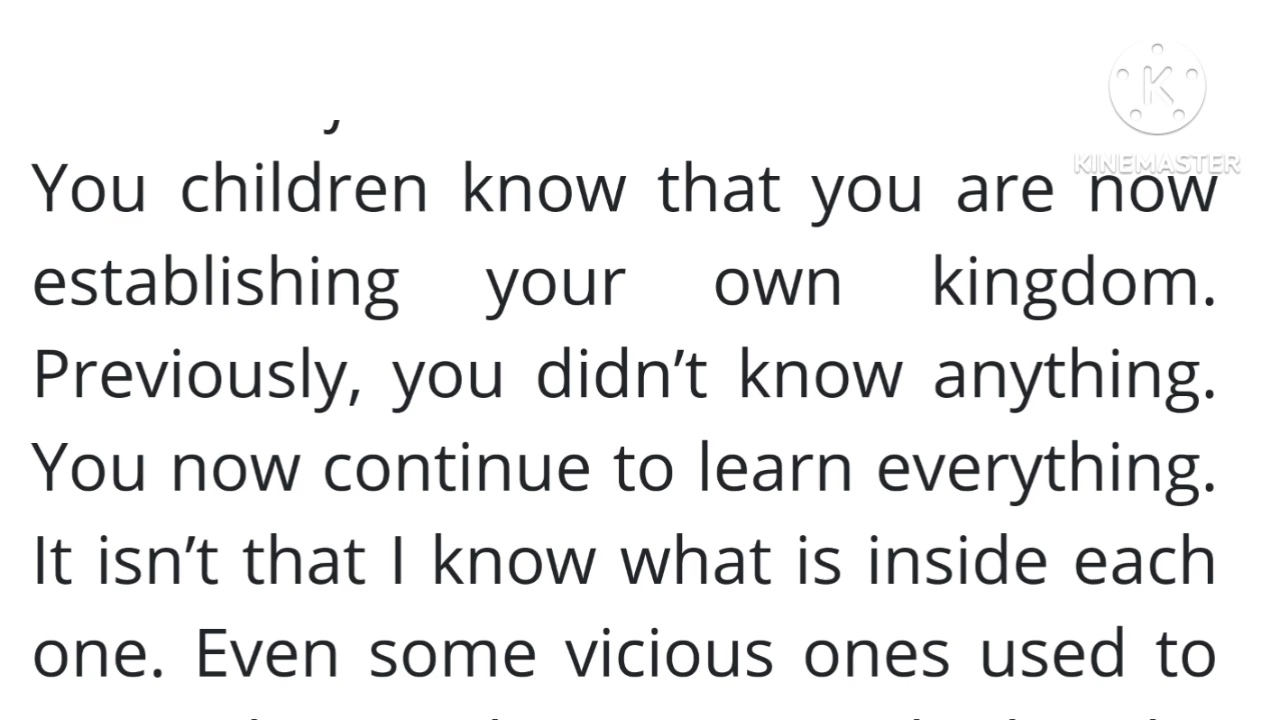 KINEMASTER
You children know that you are now
establishing your own kingdom.
Previously, you didn’t know anything.
You now continue to learn everything.
It isn’t that I know what is inside each
one. Even some vicious ones used to